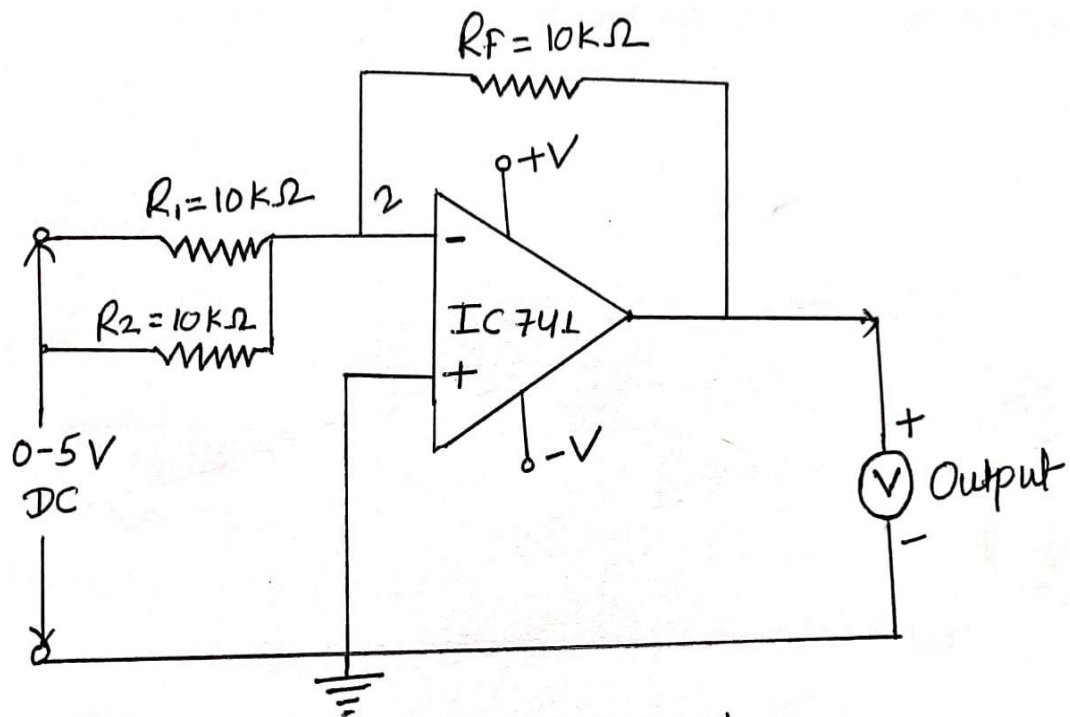 RF = 10KΩ
+V
R1 = 10KΩ
2
-
R2 = 10KΩ
IC 741
+
0-5V
DC
-V
+
V
Output
-